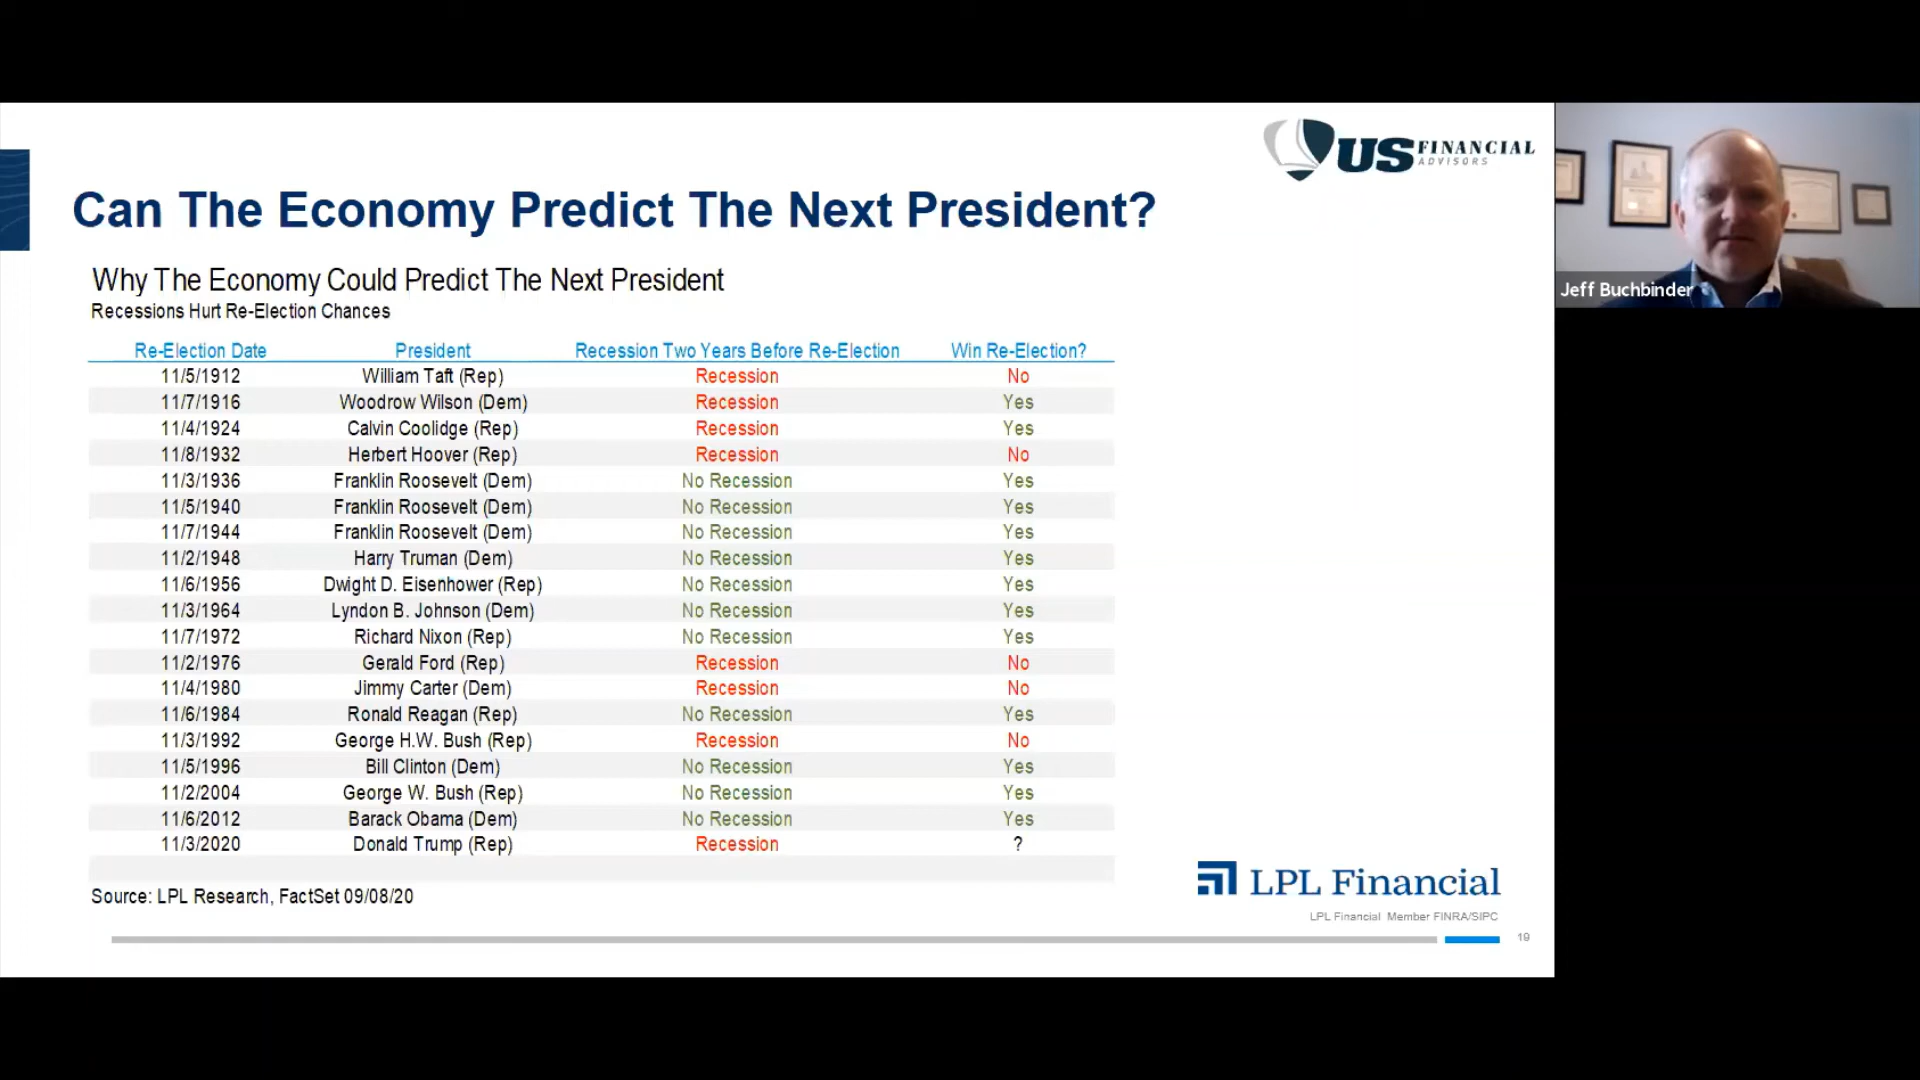 US FINANCIAL
ADVISORS
Can The Economy Predict The Next President?
Why The Economy Could Predict The Next President
Recessions Hurt Re-Election Chances
Re-Election Date President Recession Two Years Before Re-Election Win Re-Election?
11/5/1912 William Taft (Rep) Recession No
11/7/1916 Woodrow Wilson (Dem) Recession Yes
11/4/1924 Calvin Coolidge (Rep) Recession Yes
11/8/1932 Herbert Hoover (Rep) Recession No
11/3/1936 Franklin Roosevelt (Dem) No Recession Yes
11/5/1940 Franklin Roosevelt (Dem) No Recession Yes
11/7/1944 Franklin Roosevelt (Dem) No Recession Yes
11/2/1948 Harry Truman (Dem) No Recession Yes
11/6/1956 Dwight D. Eisenhower (Rep) No Recession Yes
11/3/1964 Lyndon B. Johnson (Dem) No Recession Yes
11/7/1972 Richard Nixon (Rep) No Recession Yes
11/2/1976 Gerald Ford (Rep) Recession No
11/4/1980 Jimmy Carter (Dem) Recession No
11/6/1984 Ronald Reagan (Rep) No Recession Yes
11/3/1992 George H.W. Bush (Rep) Recession No
11/5/1996 Bill Clinton (Dem) No Recession Yes
11/2/2004 George W. Bush (Rep) No Recession Yes
11/6/2012 Barack Obama (Dem) No Recession Yes
11/3/2020 Donald Trump (Rep) Recession ?
Source: LPL Research, FactSet 09/08/20
LPL Financial
LPL Financial Member FINRA/SIPC
19
Jeff Buchbinder